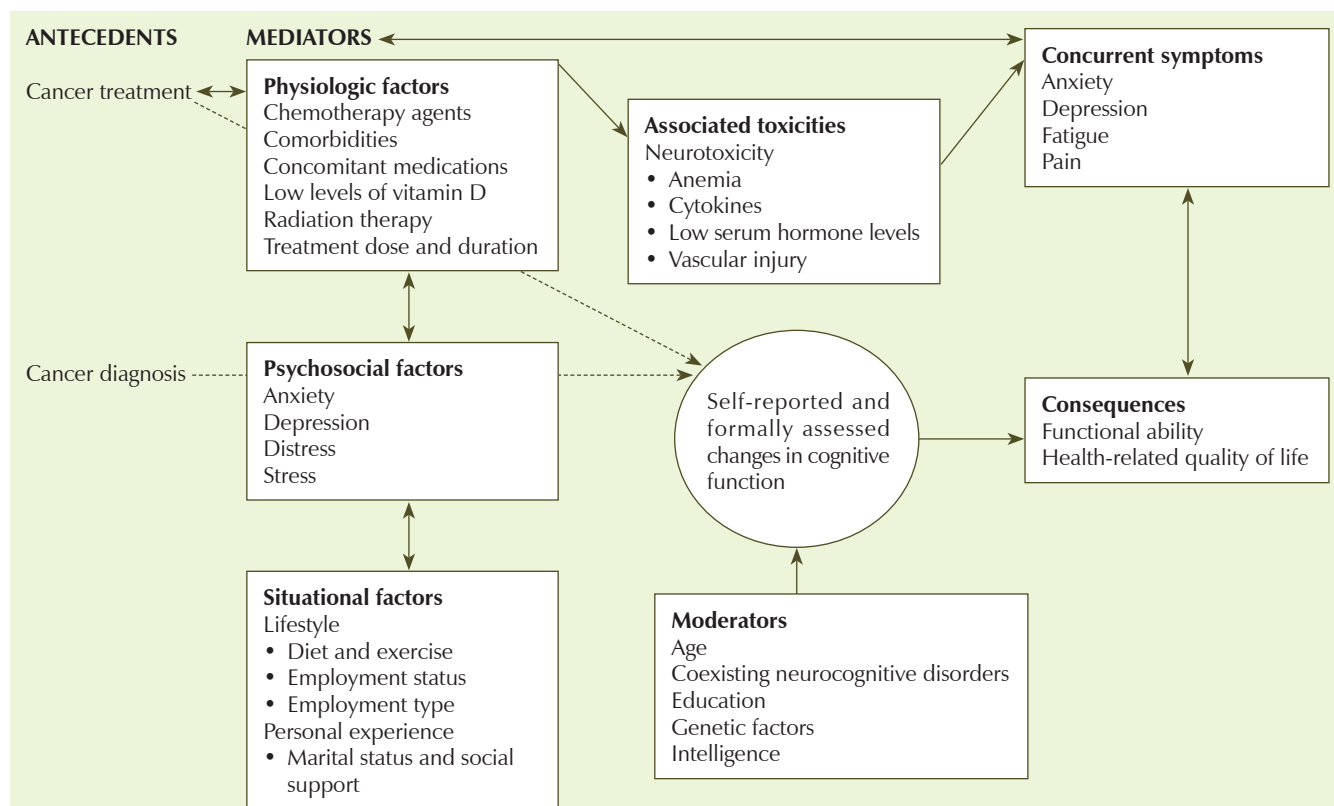 ANTECEDENTS
MEDIATORS
Cancer treatment
Physiologic factors
Chemotherapy agents
Comorbidities
Concomitant medications
Low levels of vitamin D
Radiation therapy
Treatment dose and duration
Associated toxicities
Neurotoxicity
• Anemia
• Cytokines
• Low serum hormone levels
• Vascular injury
Concurrent symptoms
Anxiety
Depression
Fatigue
Pain
Cancer diagnosis
Psychosocial factors
Anxiety
Depression
Distress
Stress
Self-reported and
formally assessed
changes in cognitive
function
Consequences
Functional ability
Health-related quality of life
Situational factors
Lifestyle
• Diet and exercise
• Employment status
• Employment type
Personal experience
• Marital status and social
support
Moderators
Age
Coexisting neurocognitive disorders
Education
Genetic factors
Intelligence